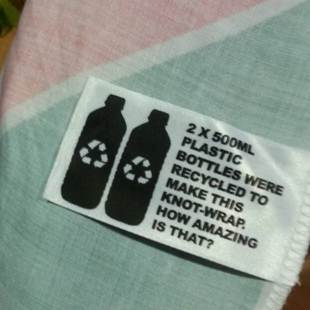 2 X 500ML
PLASTIC
BOTTLES WERE
RECYCLED TO
MAKE THIS
KNOT-WRAP.
HOW AMAZING
IS THAT?